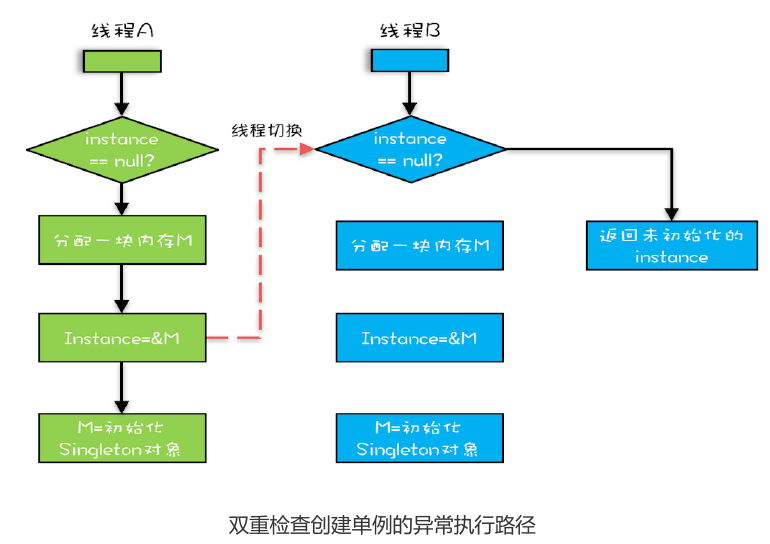 线程A
线程B
instance
== null?
线程切换
instance
== null?
分配一块内存M
分配一块内存M
返回未初始化的
instance
Instance=&M
Instance=&M
M=初始化
Singleton对象
M=初始化
Singleton对象
双重检查创建单例的异常执行路径